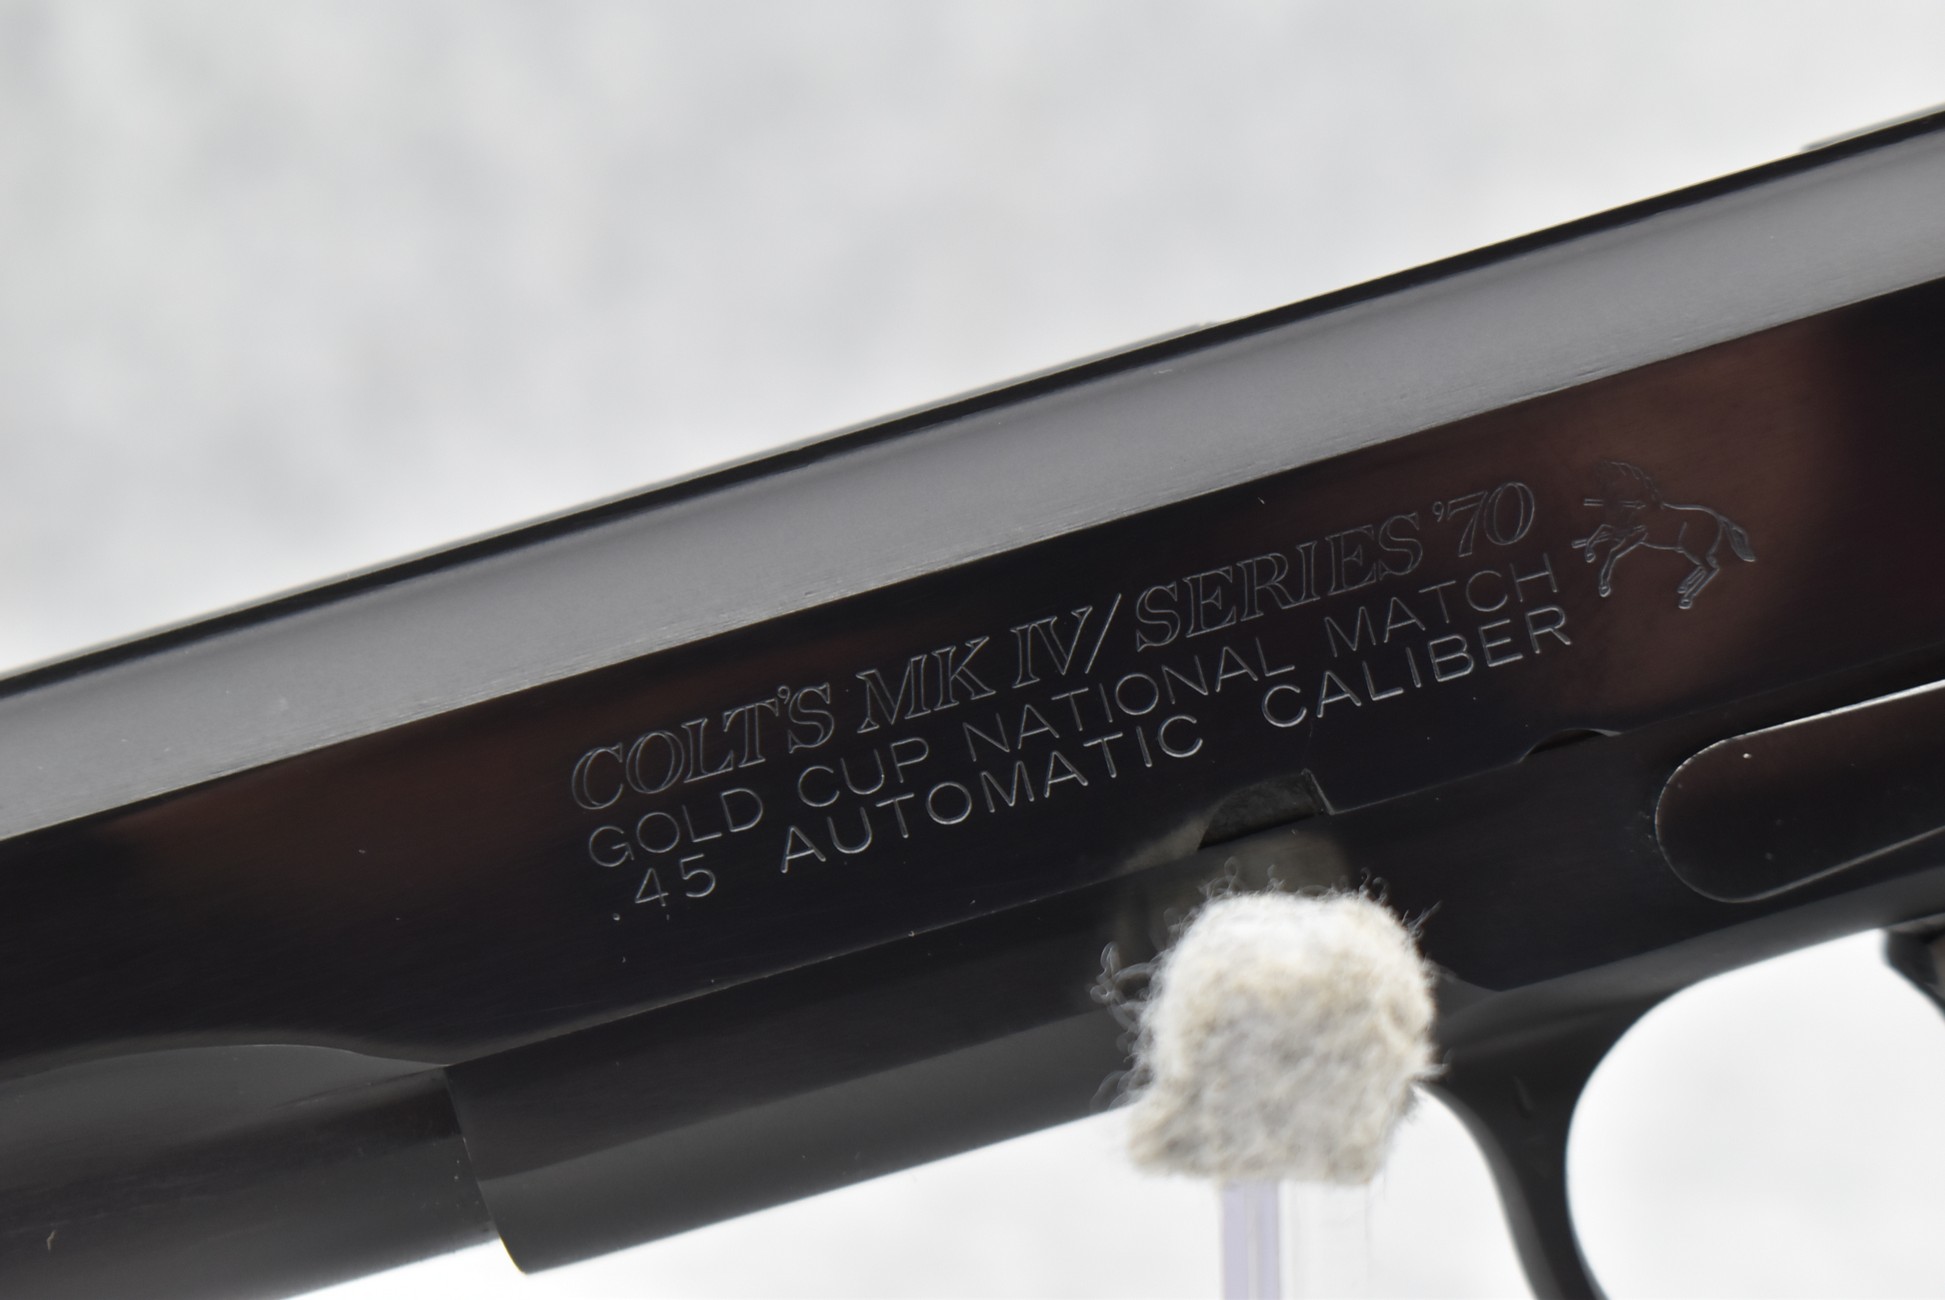 COLT'S MK IV/SERIES '70
GOLD CUP NATIONAL MATCH
.45 AUTOMATIC CALIBER